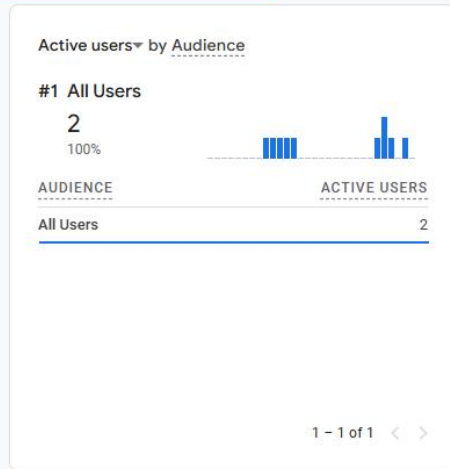 Active users by Audience
#1 All Users
2
100%
AUDIENCE ACTIVE USERS
All Users 2
1 – 1 of 1